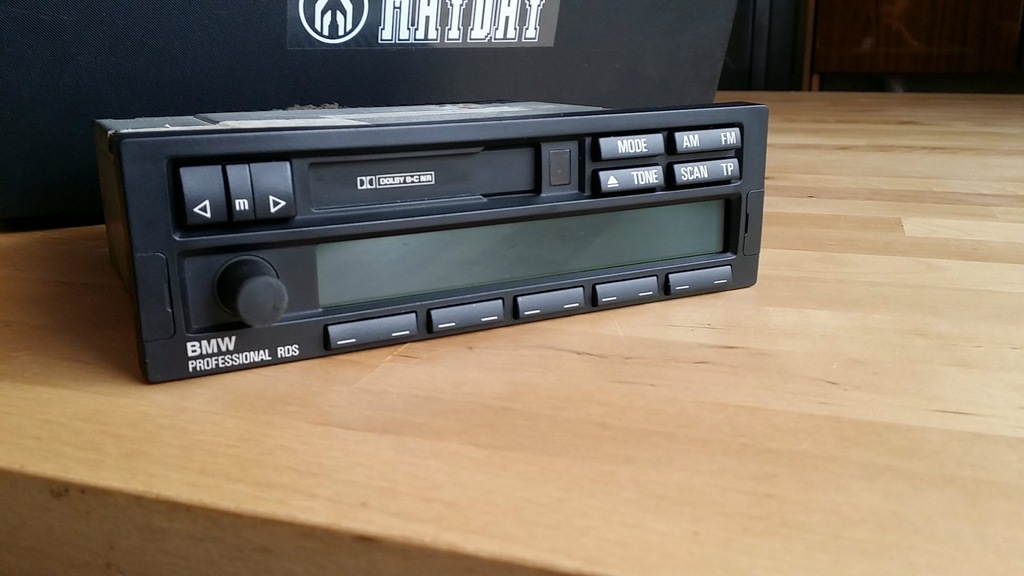 MAYDAY
MODE
AM FM
DOLBY B-C NR
TONE
SCAN TP
m
BMW
PROFESSIONAL RDS